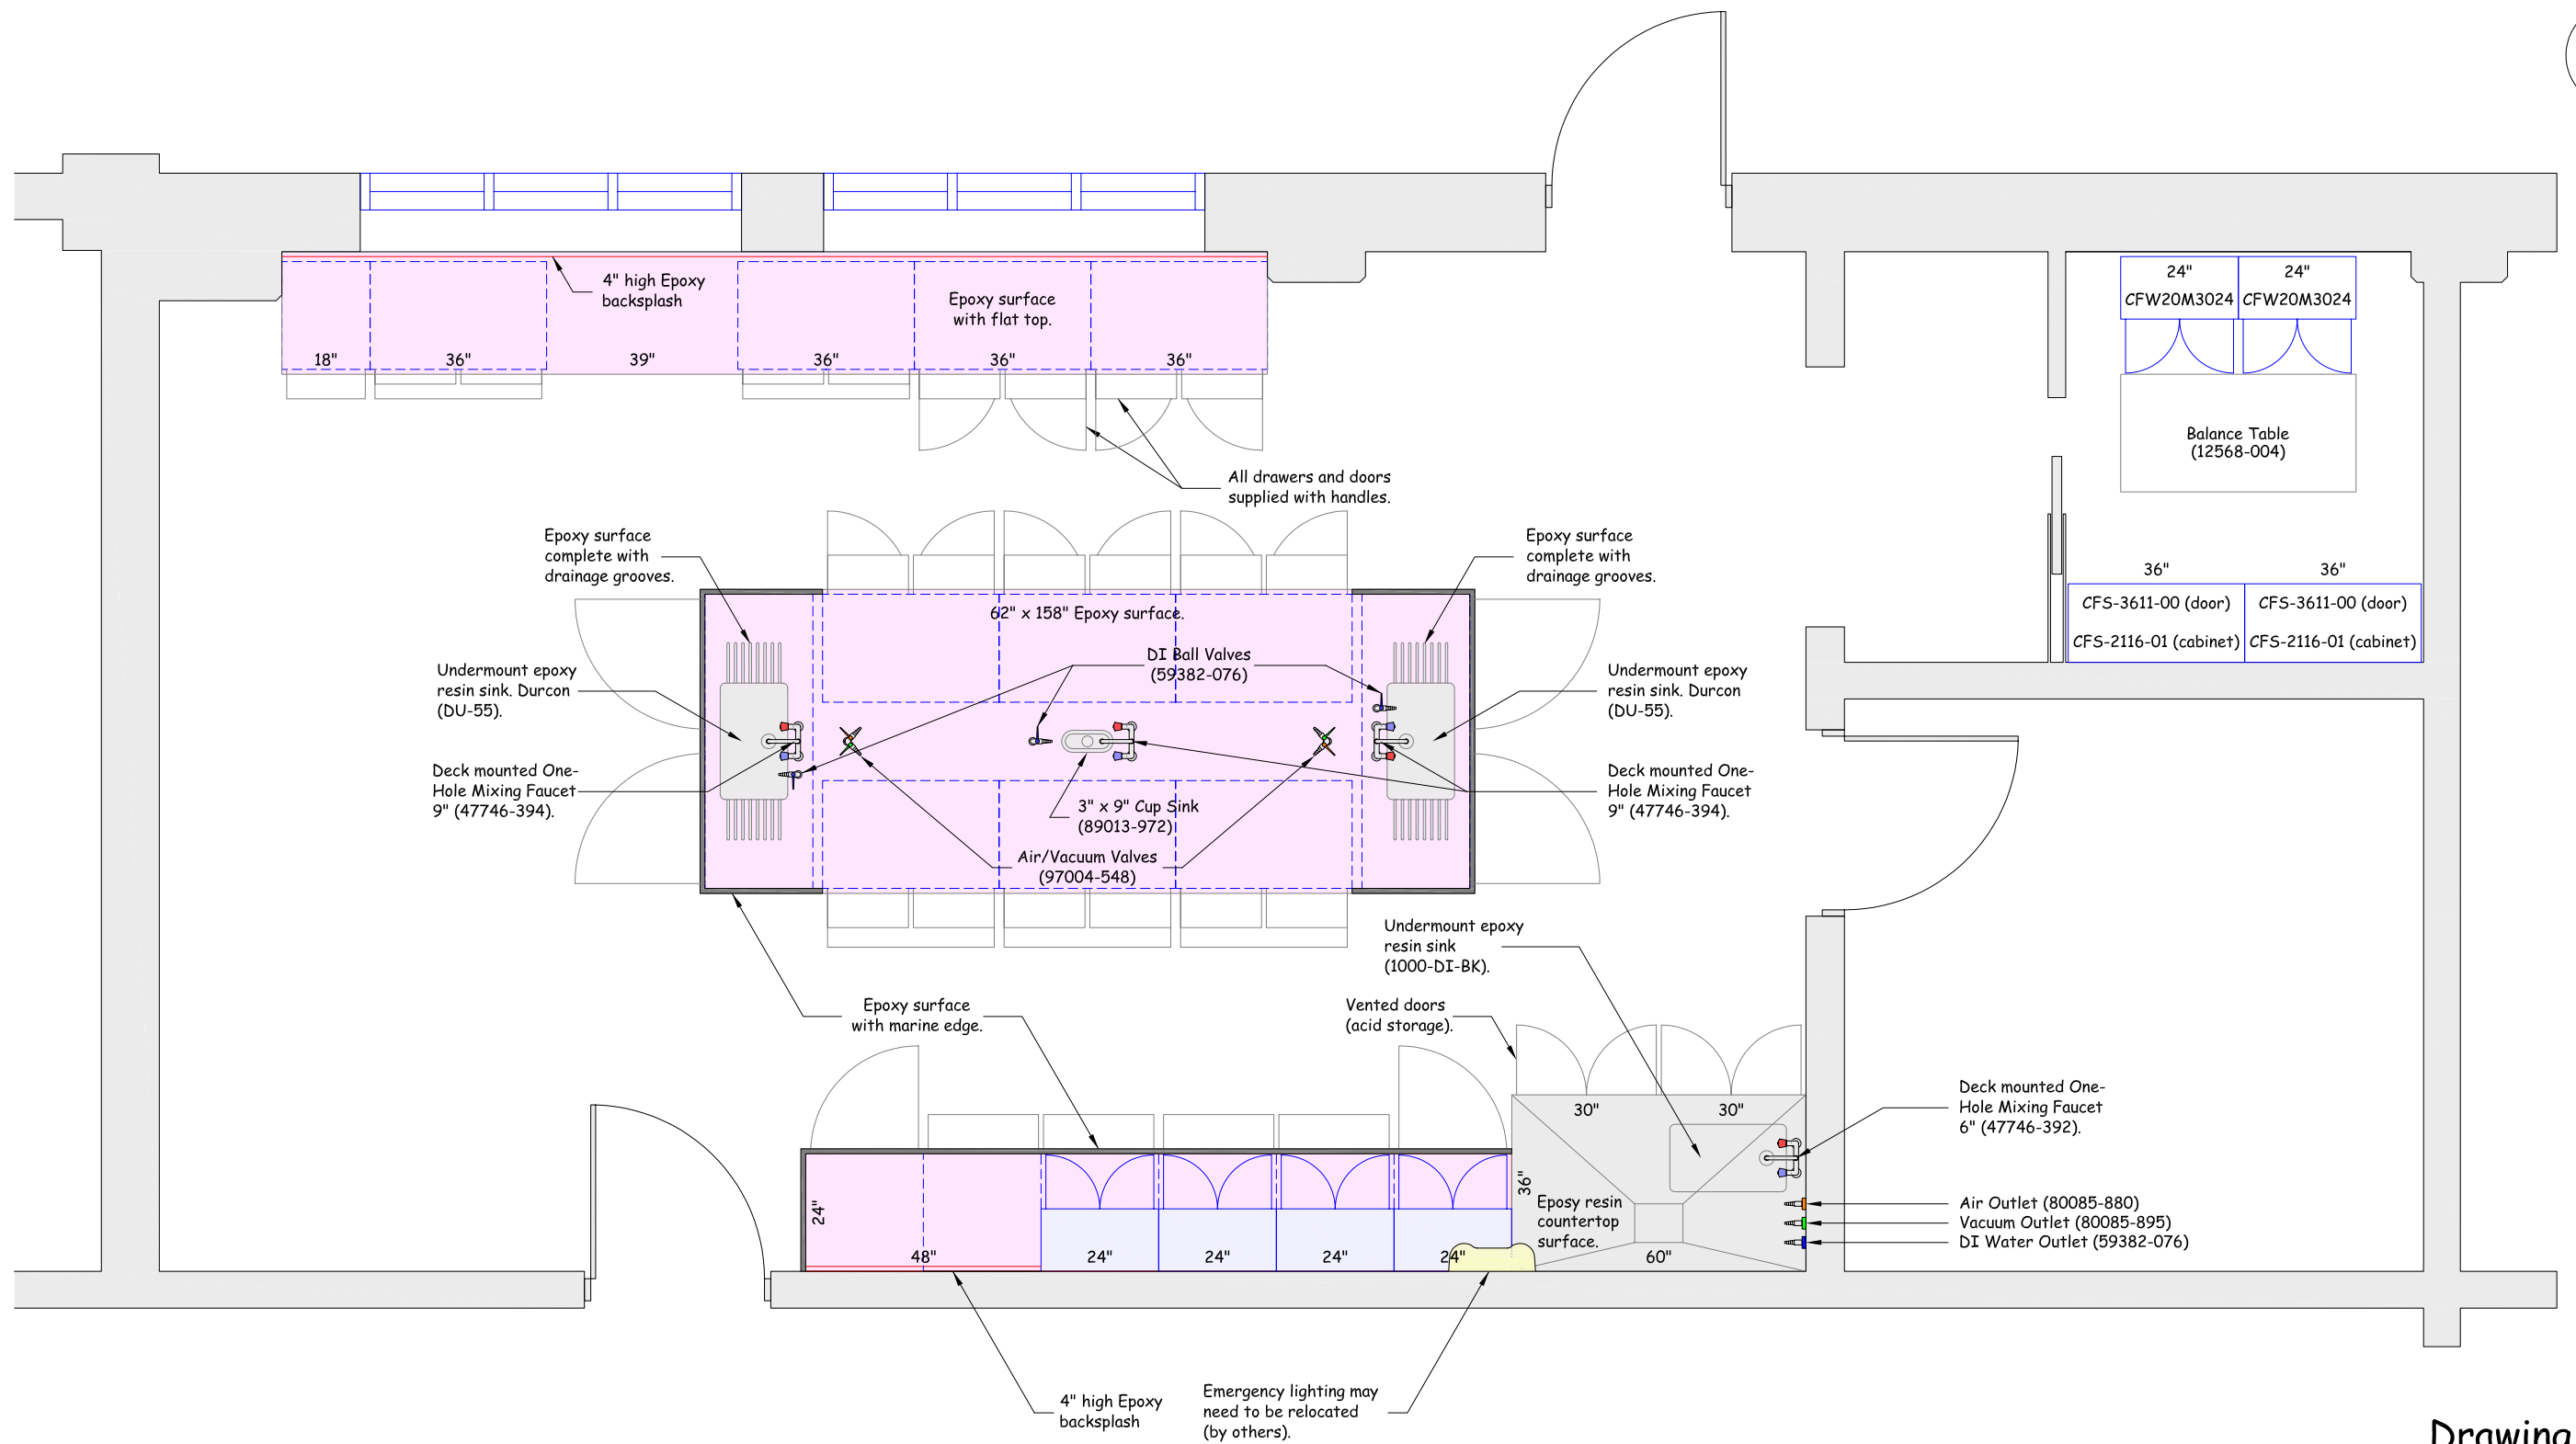 24"
24"
CFW20M3024
CFW20M3024
4" high Epoxy
backsplash
Epoxy surface
with flat top.
18"
36"
39"
36"
36"
36"
Balance Table
(12568-004)
All drawers and doors
supplied with handles.
Epoxy surface
complete with
drainage grooves.
Epoxy surface
complete with
drainage grooves.
36"
36"
CFS-3611-00 (door)
CFS-3611-00 (door)
CFS-2116-01 (cabinet)
CFS-2116-01 (cabinet)
62" x 158" Epoxy surface.
DI Ball Valves
(59382-076)
Undermount epoxy
resin sink. Durcon
(DU-55).
Undermount epoxy
resin sink. Durcon
(DU-55).
Deck mounted One-
Hole Mixing Faucet
9" (47746-394).
Deck mounted One-
Hole Mixing Faucet
9" (47746-394).
3" x 9" Cup Sink
(89013-972)
Air/Vacuum Valves
(97004-548)
Undermount epoxy
resin sink
(1000-DI-BK).
Epoxy surface
with marine edge.
Vented doors
(acid storage).
30"
30"
Deck mounted One-
Hole Mixing Faucet
6" (47746-392).
24"
36"
Eposy resin
countertop
surface.
Air Outlet (80085-880)
Vacuum Outlet (80085-895)
DI Water Outlet (59382-076)
48"
24"
24"
24"
24"
60"
4" high Epoxy
backsplash
Emergency lighting may
need to be relocated
(by others).
Drawing